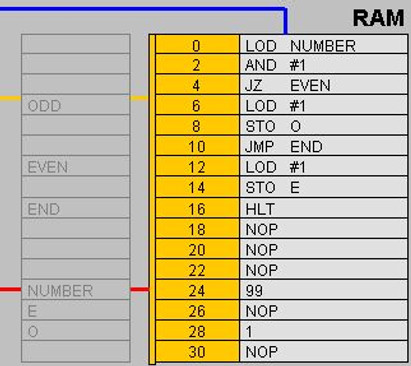 RAM
0 LOD NUMBER
2 AND #1
4 JZ EVEN
ODD 6 LOD #1
8 STO O
10 JMP END
EVEN 12 LOD #1
14 STO E
END 16 HLT
18 NOP
20 NOP
22 NOP
NUMBER 24 99
E 26 NOP
O 28 1
30 NOP